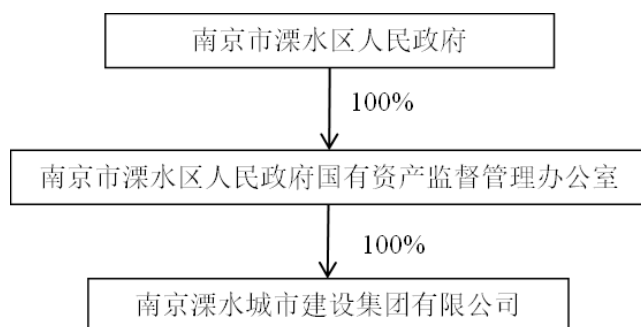 南京市溧水区人民政府
100%
南京市溧水区人民政府国有资产监督管理办公室
100%
南京溧水城市建设集团有限公司